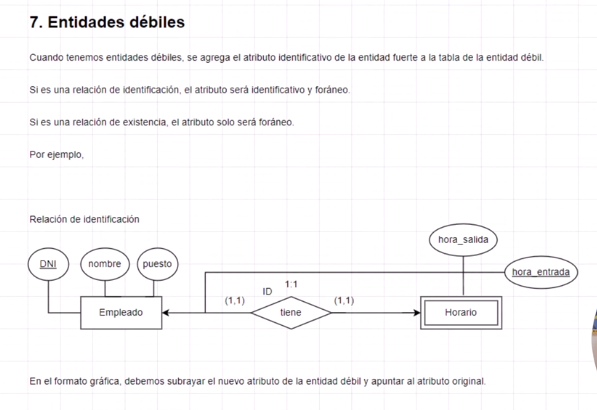 7. Entidades débiles
Cuando tenemos entidades débiles, se agrega el atributo identificativo de la entidad fuerte a la tabla de la entidad débil.
Si es una relación de identificación, el atributo será identificativo y foráneo.
Si es una relación de existencia, el atributo solo será foráneo.
Por ejemplo,
Relación de identificación
hora_salida
DNI nombre puesto
hora_entrada
ID 1:1
(1,1) (1,1)
Empleado tiene Horario
En el formato gráfica, debemos subrayar el nuevo atributo de la entidad débil y apuntar al atributo original.